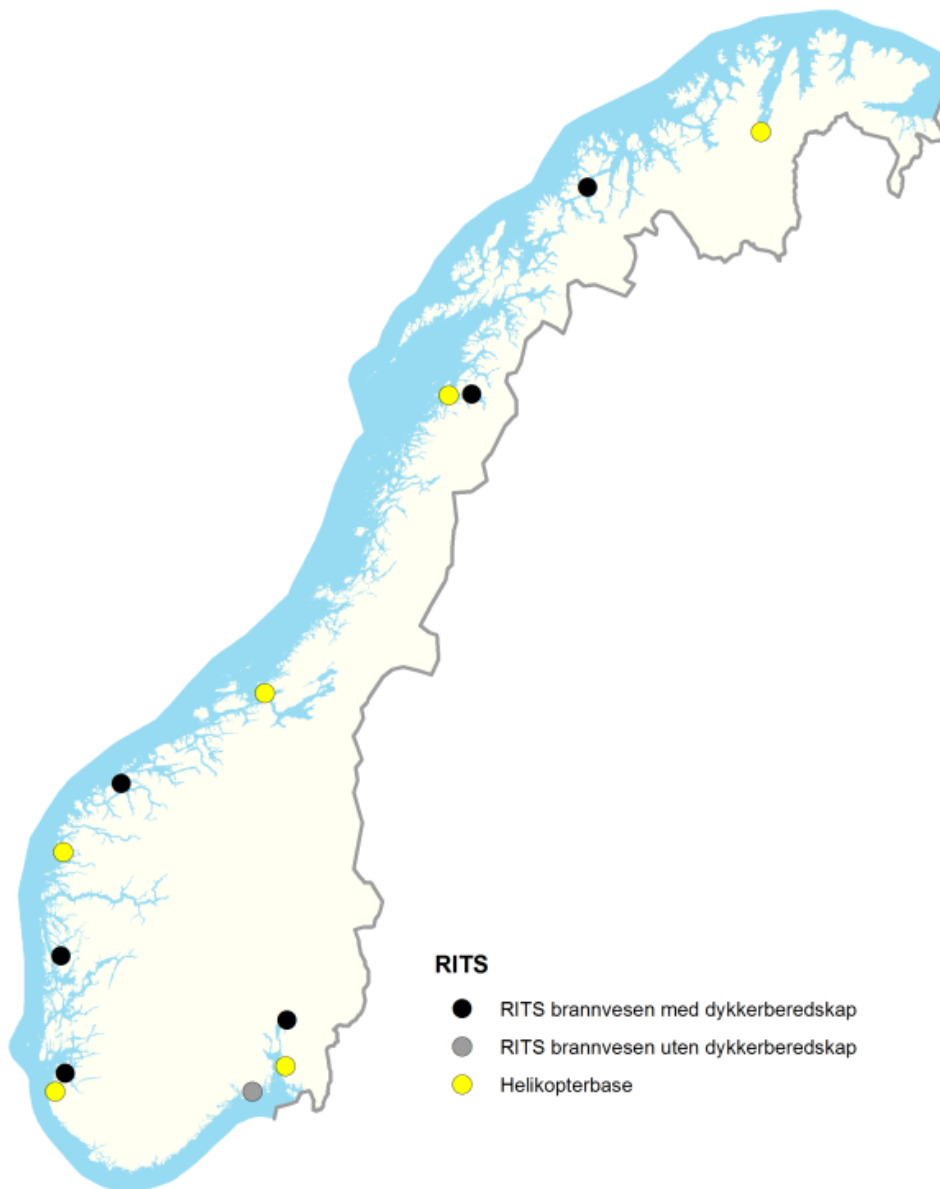 RITS
RITS brannvesen med dykkerberedskap
RITS brannvesen uten dykkerberedskap
Helikopterbase